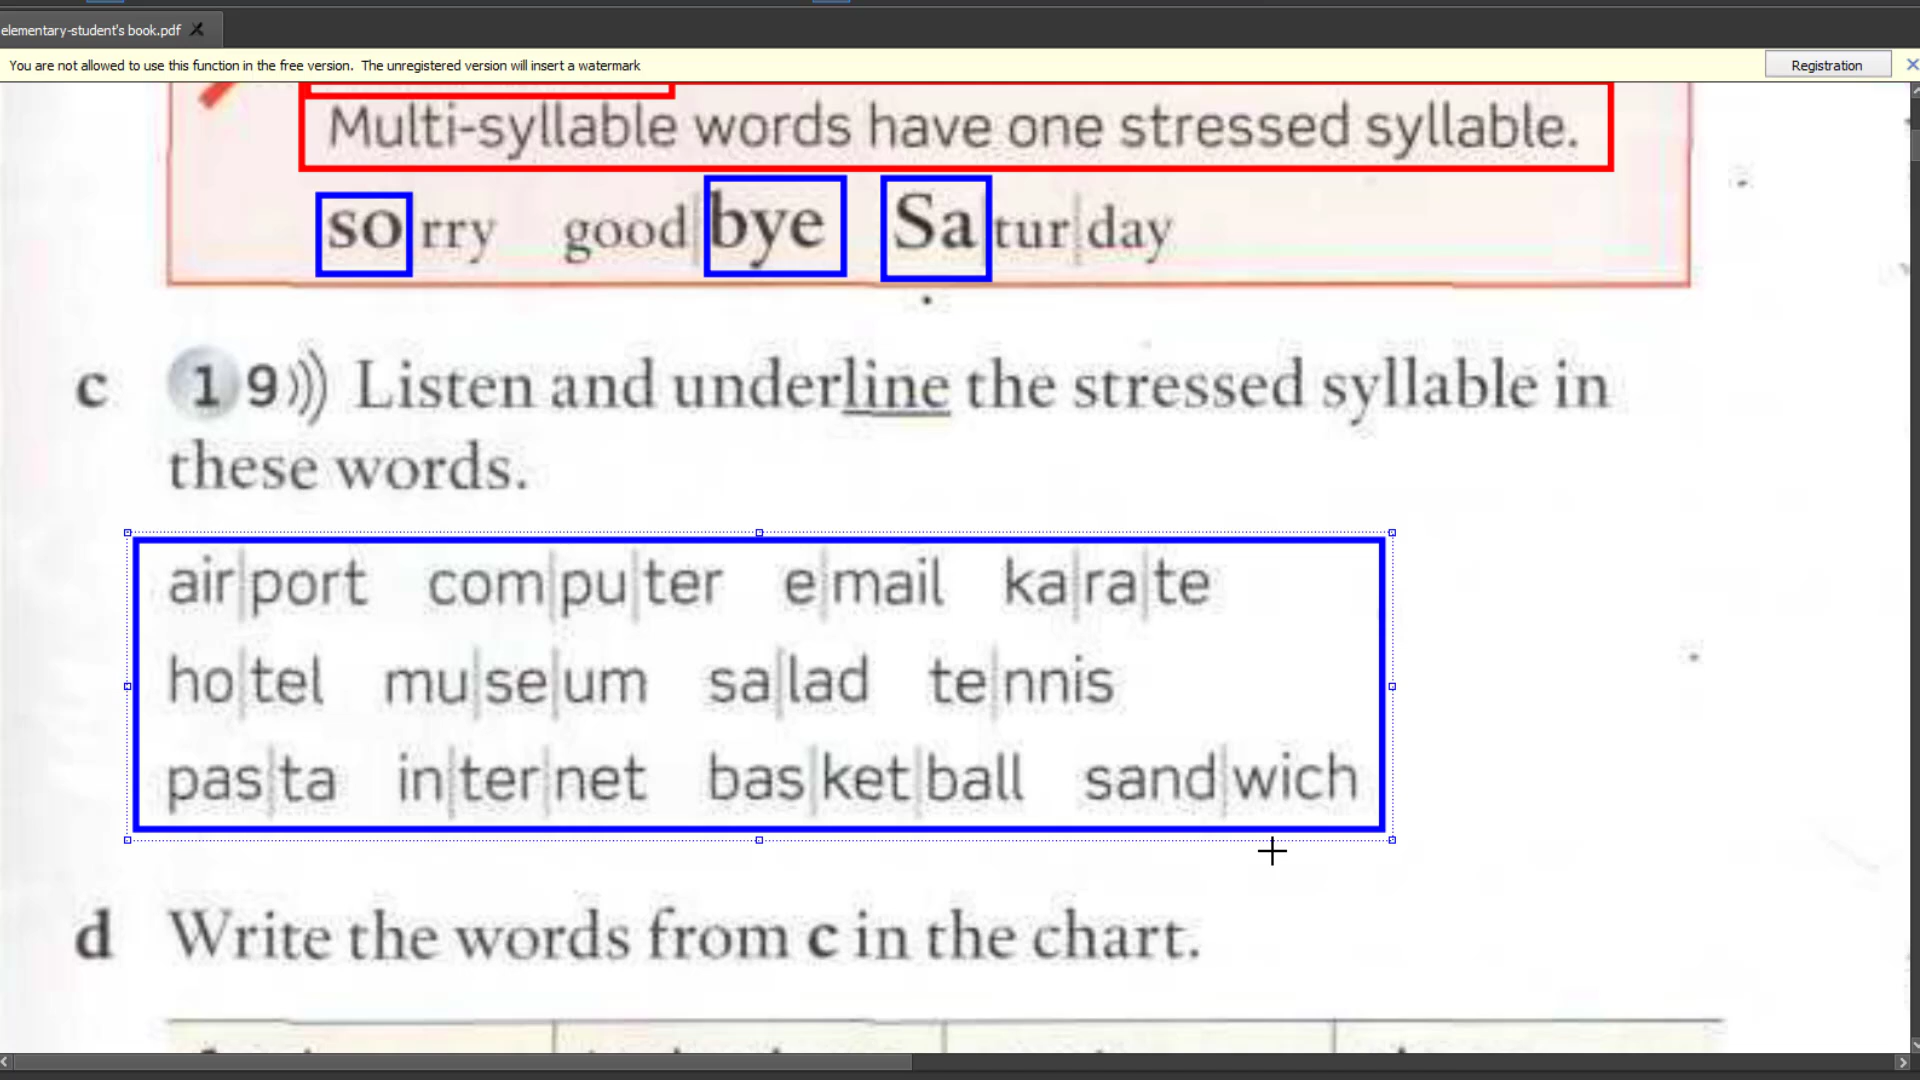 elementary-student's book.pdf
You are not allowed to use this function in the free version. The unregistered version will insert a watermark
Registration
Multi-syllable words have one stressed syllable.
so rry good|bye Sa|tur|day
c 1 9))) Listen and underline the stressed syllable in
these words.
air|port com|pu|ter e|mail ka|ra|te
ho|tel mu|se|um sa|lad te|nnis
pas|ta in|ter|net bas|ket|ball sand|wich
d Write the words from c in the chart.